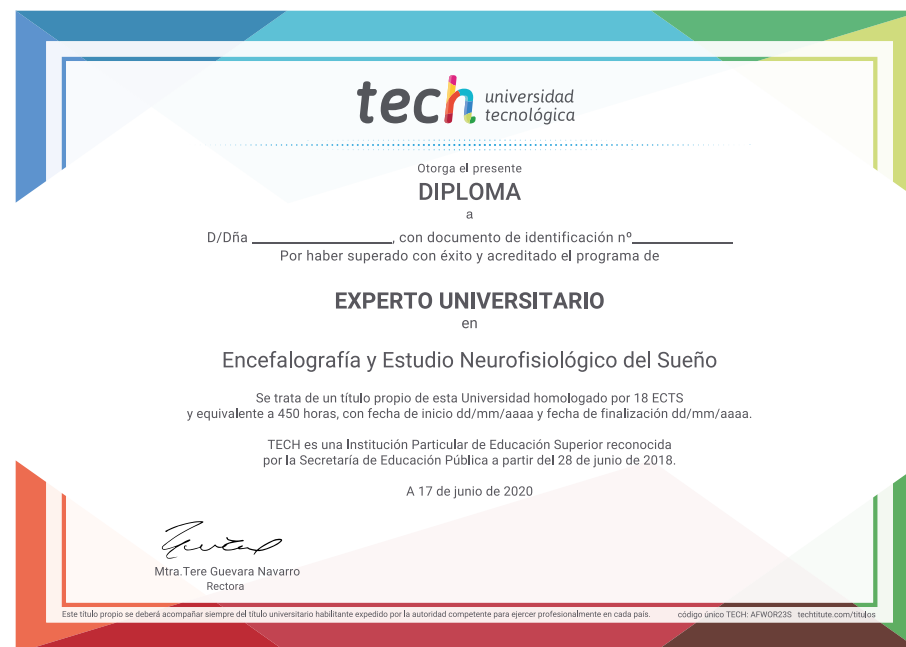 tech universidad
tecnológica
Otorga el presente
DIPLOMA
a
D/Dña ____________________, con documento de identificación nº______________
Por haber superado con éxito y acreditado el programa de
EXPERTO UNIVERSITARIO
en
Encefalografía y Estudio Neurofisiológico del Sueño
Se trata de un título propio de esta Universidad homologado por 18 ECTS
y equivalente a 450 horas, con fecha de inicio dd/mm/aaaa y fecha de finalización dd/mm/aaaa.
TECH es una Institución Particular de Educación Superior reconocida
por la Secretaría de Educación Pública a partir del 28 de junio de 2018.
A 17 de junio de 2020
Mtra.Tere Guevara Navarro
Rectora
Este título propio se deberá acompañar siempre del título universitario habilitante expedido por la autoridad competente para ejercer profesionalmente en cada país. código único TECH: AFWOR23S techtitute.com/titulos